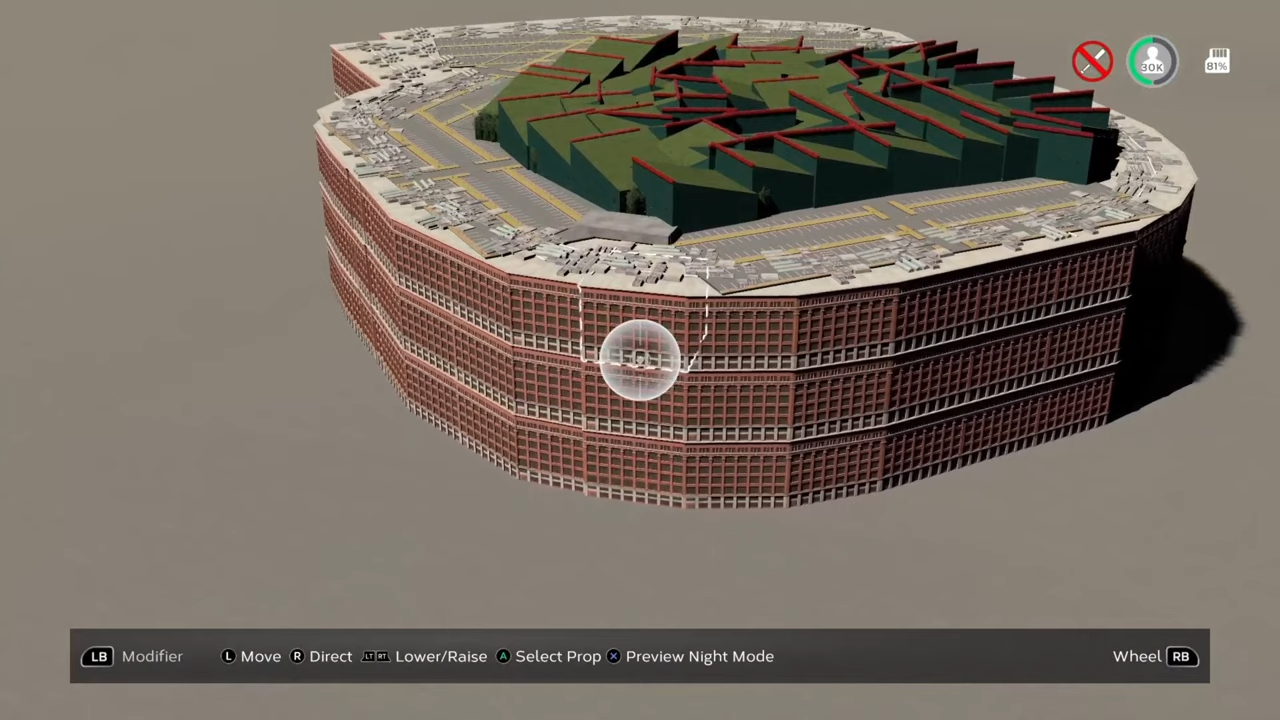 30K
81%
LB Modifier L Move R Direct LT RT Lower/Raise A Select Prop X Preview Night Mode Wheel RB